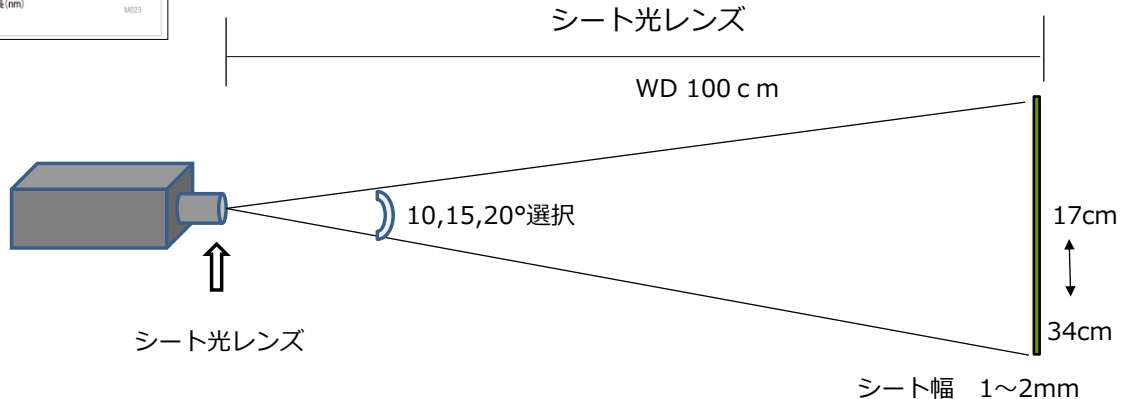 (nm)
M023
シート光レンズ
WD 100ｃｍ
10,15,20°選択
17cm
34cm
シート光レンズ
シート幅　1～2mm